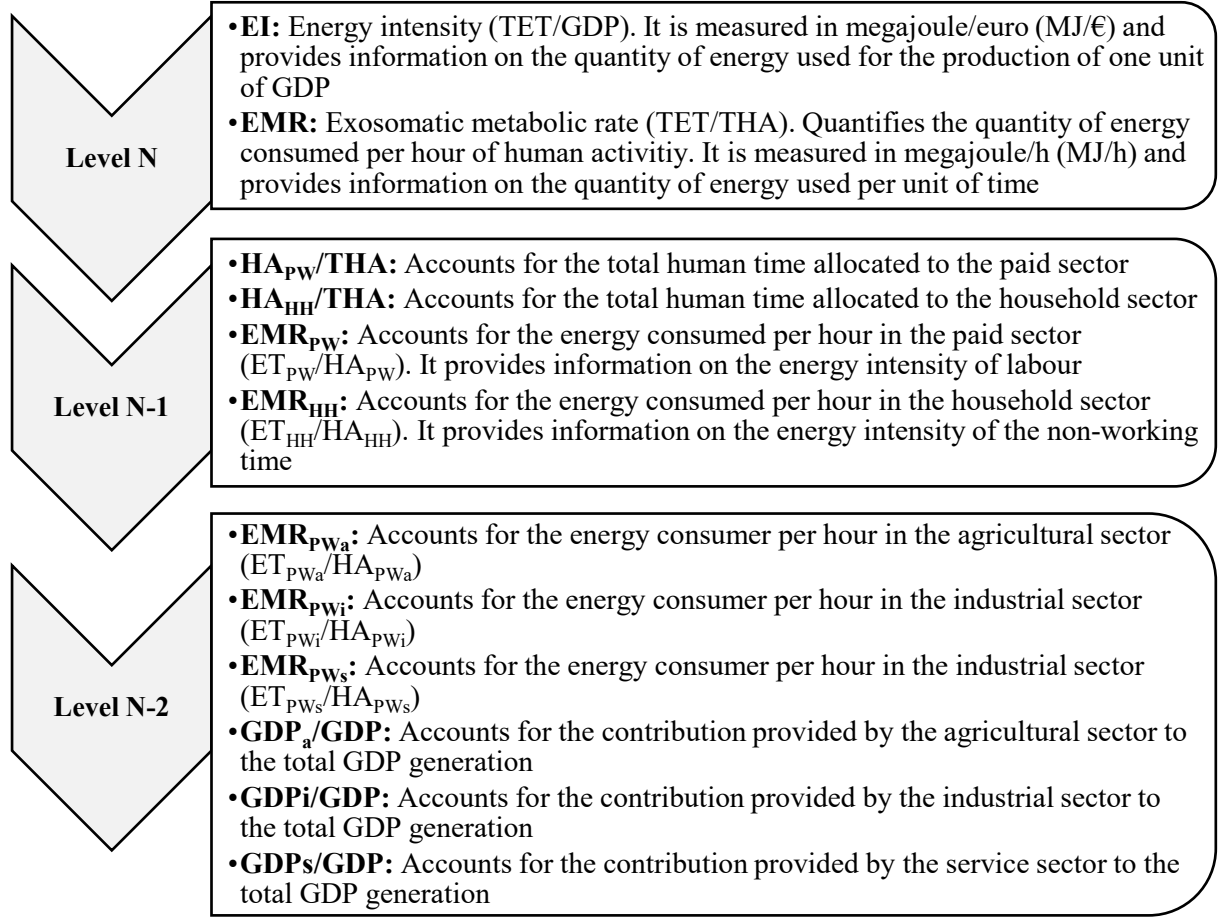 Level N
•EI: Energy intensity (TET/GDP). It is measured in megajoule/euro (MJ/€) and
provides information on the quantity of energy used for the production of one unit
of GDP
•EMR: Exosomatic metabolic rate (TET/THA). Quantifies the quantity of energy
consumed per hour of human activitiy. It is measured in megajoule/h (MJ/h) and
provides information on the quantity of energy used per unit of time
Level N-1
•HAPW/THA: Accounts for the total human time allocated to the paid sector
•HAHH/THA: Accounts for the total human time allocated to the household sector
•EMRPW: Accounts for the energy consumed per hour in the paid sector
(ETPW/HAPW). It provides information on the energy intensity of labour
•EMRHH: Accounts for the energy consumed per hour in the household sector
(ETHH/HAHH). It provides information on the energy intensity of the non-working
time
Level N-2
•EMRPWa: Accounts for the energy consumer per hour in the agricultural sector
(ETPWa/HAPWa)
•EMRPWi: Accounts for the energy consumer per hour in the industrial sector
(ETPWi/HAPWi)
•EMRPWs: Accounts for the energy consumer per hour in the industrial sector
(ETPWs/HAPWs)
•GDPa/GDP: Accounts for the contribution provided by the agricultural sector to
the total GDP generation
•GDPi/GDP: Accounts for the contribution provided by the industrial sector to
the total GDP generation
•GDPs/GDP: Accounts for the contribution provided by the service sector to the
total GDP generation